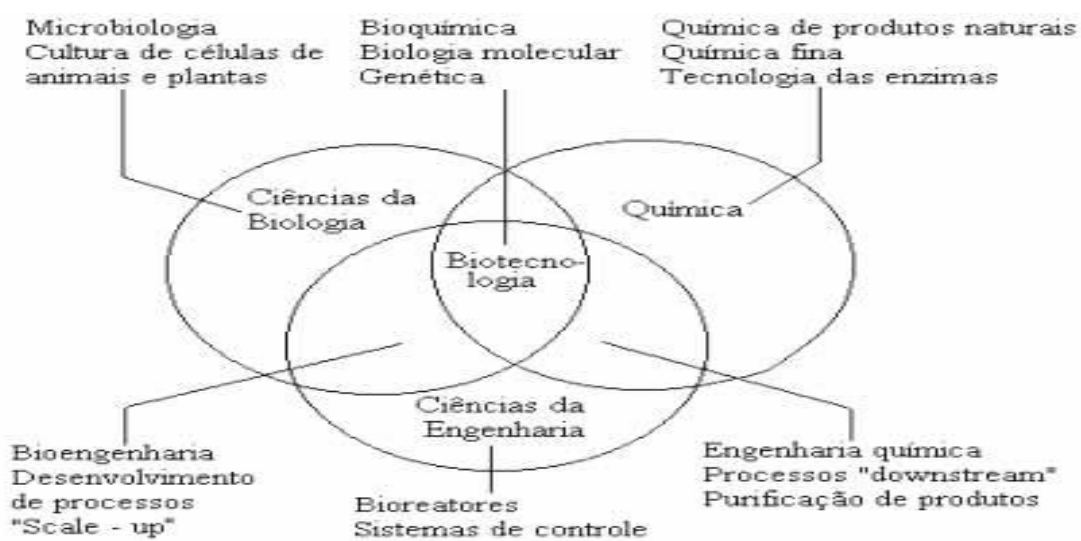 Microbiologia
Cultura de células de
animais e plantas
Bioquímica
Biologia molecular
Genética
Química de produtos naturais
Química fina
Tecnologia das enzimas
Ciências da
Biologia
Química
Biotecno-
logia
Ciências da
Engenharia
Bioengenharia
Desenvolvimento
de processos
"Scale - up"
Bioreatores
Sistemas de controle
Engenharia química
Processos "downstream"
Purificação de produtos